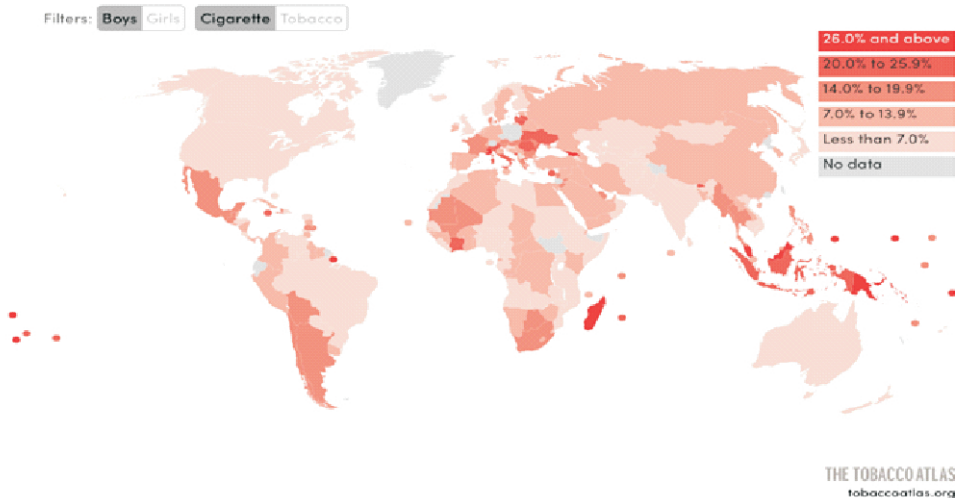 Filters: Boys Girls Cigarette Tobacco
26.0% and above
20.0% to 25.9%
14.0% to 19.9%
7.0% to 13.9%
Less than 7.0%
No data
THE TOBACCO ATLAS
tobaccoatlas.org